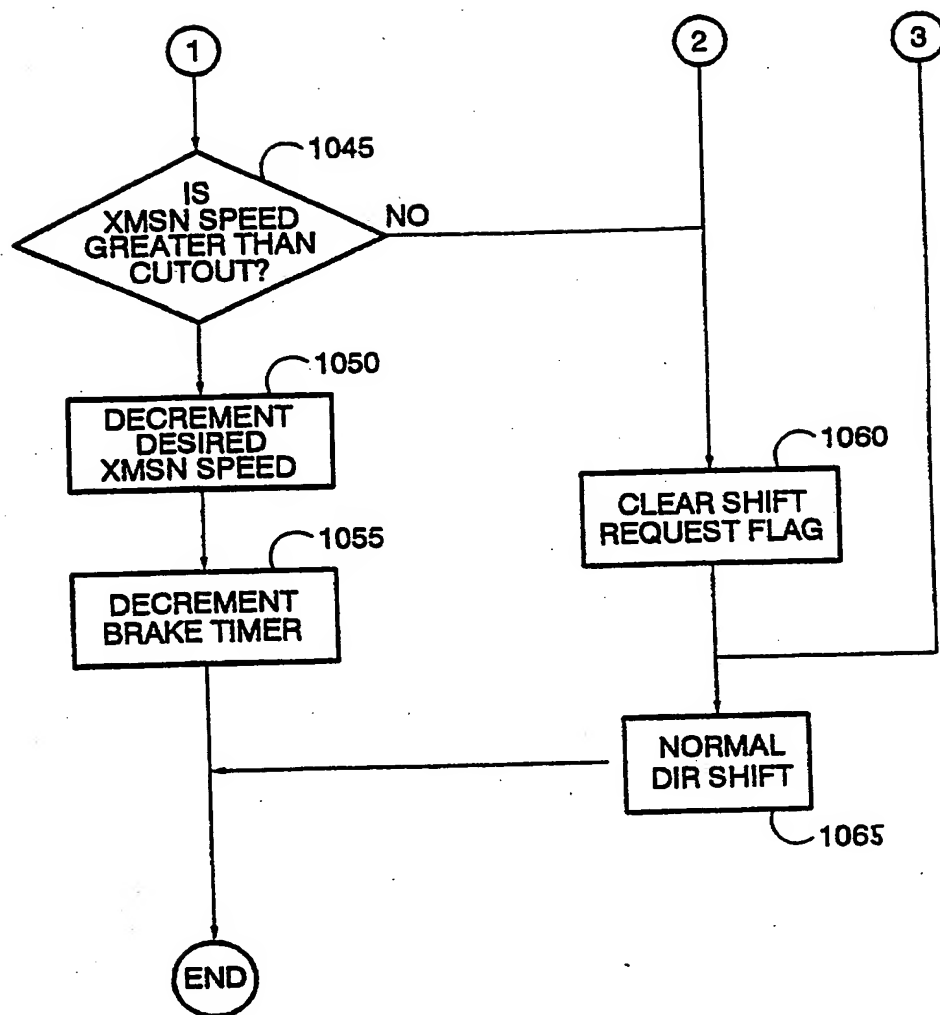 1
2
3
1045
IS
XMSN SPEED
GREATER THAN
CUTOUT?
NO
1050
DECREMENT
DESIRED
XMSN SPEED
1060
CLEAR SHIFT
REQUEST FLAG
1055
DECREMENT
BRAKE TIMER
NORMAL
DIR SHIFT
1065
END